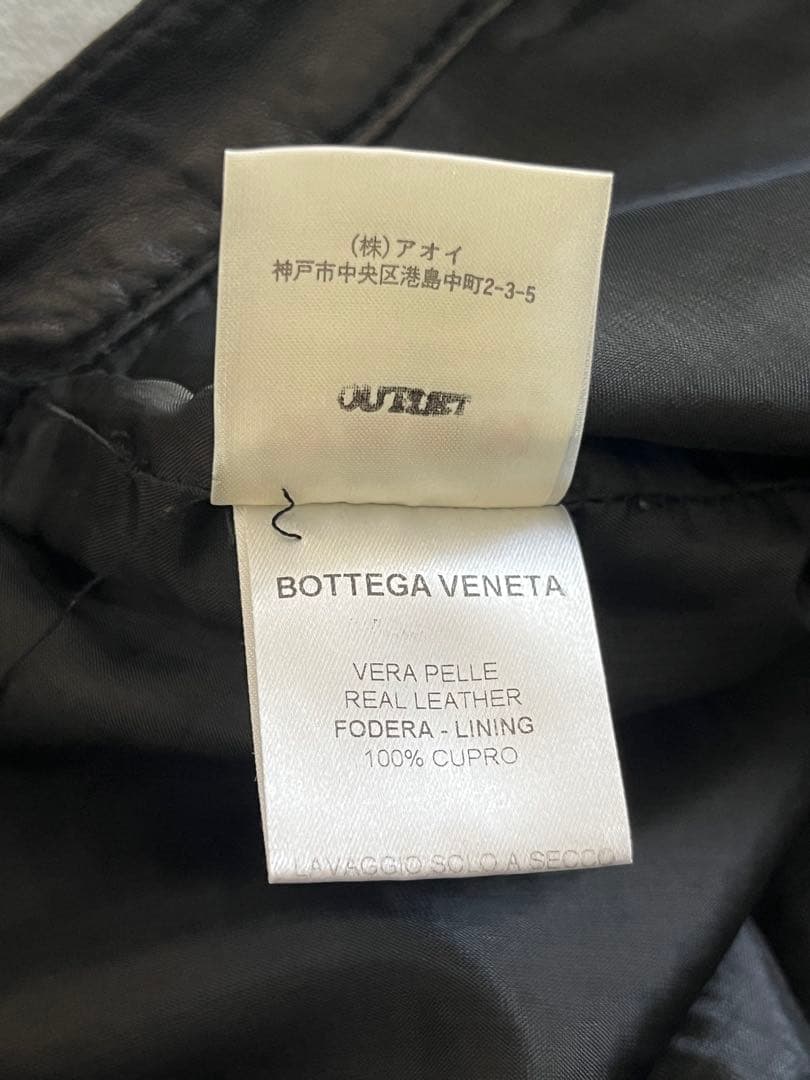 (株)アオイ
神戸市中央区港島中町2-3-5
OUTLET
BOTTEGA VENETA
VERA PELLE
REAL LEATHER
FODERA - LINING
100% CUPRO
LAVAGGIO SOLO A SECCO